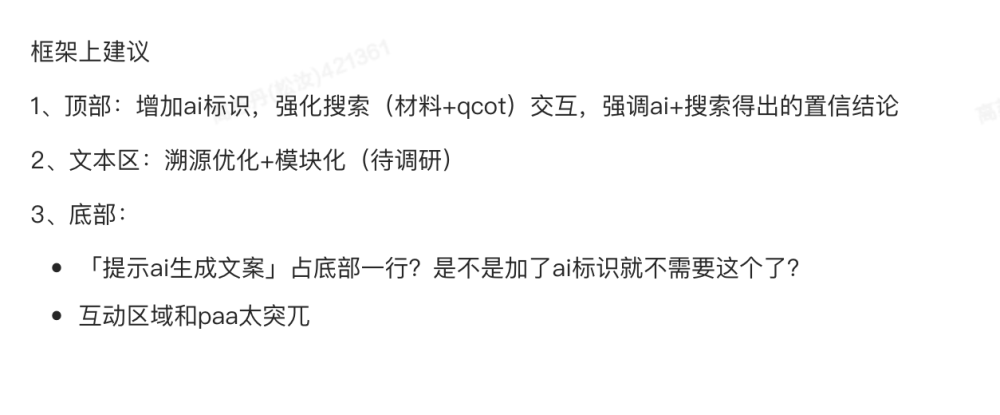 框架上建议
1、顶部：增加ai标识，强化搜索（材料+qcot）交互，强调ai+搜索得出的置信结论
2、文本区：溯源优化+模块化（待调研）
3、底部：
• 「提示ai生成文案」占底部一行？是不是加了ai标识就不需要这个了？
• 互动区域和paa太突兀
丹(松汝)421361